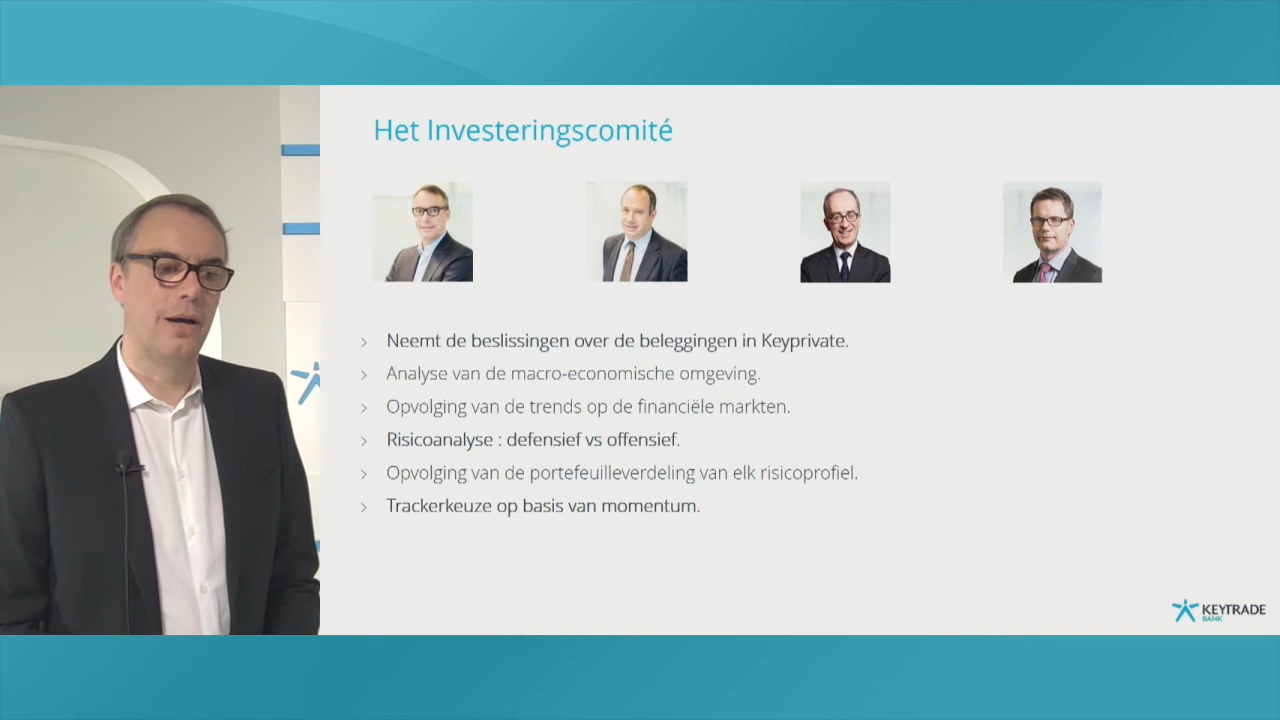 Het Investeringscomité
Neemt de beslissingen over de beleggingen in Keyprivate.
Analyse van de macro-economische omgeving.
Opvolging van de trends op de financiële markten.
Risicoanalyse : defensief vs offensief.
Opvolging van de portefeuilleverdeling van elk risicoprofiel.
Trackerkeuze op basis van momentum.
KEYTRADE
BANK